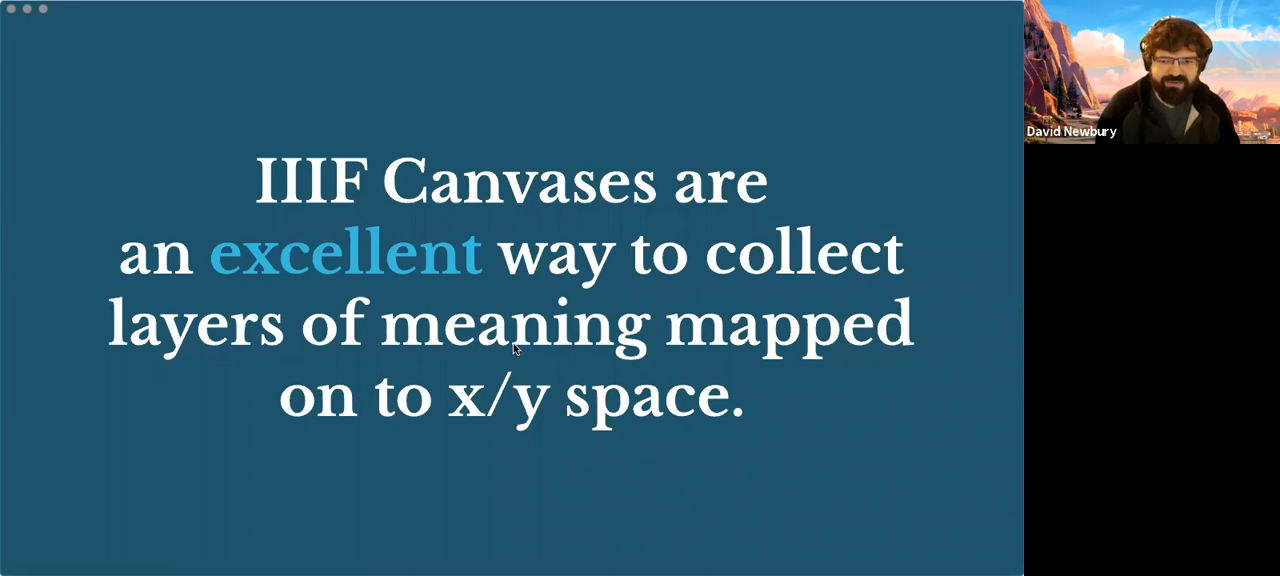 IIIF Canvases are
an excellent way to collect
layers of meaning mapped
on to x/y space.
David Newbury